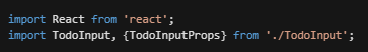 import React from 'react';
import TodoInput, {TodoInputProps} from './TodoInput';